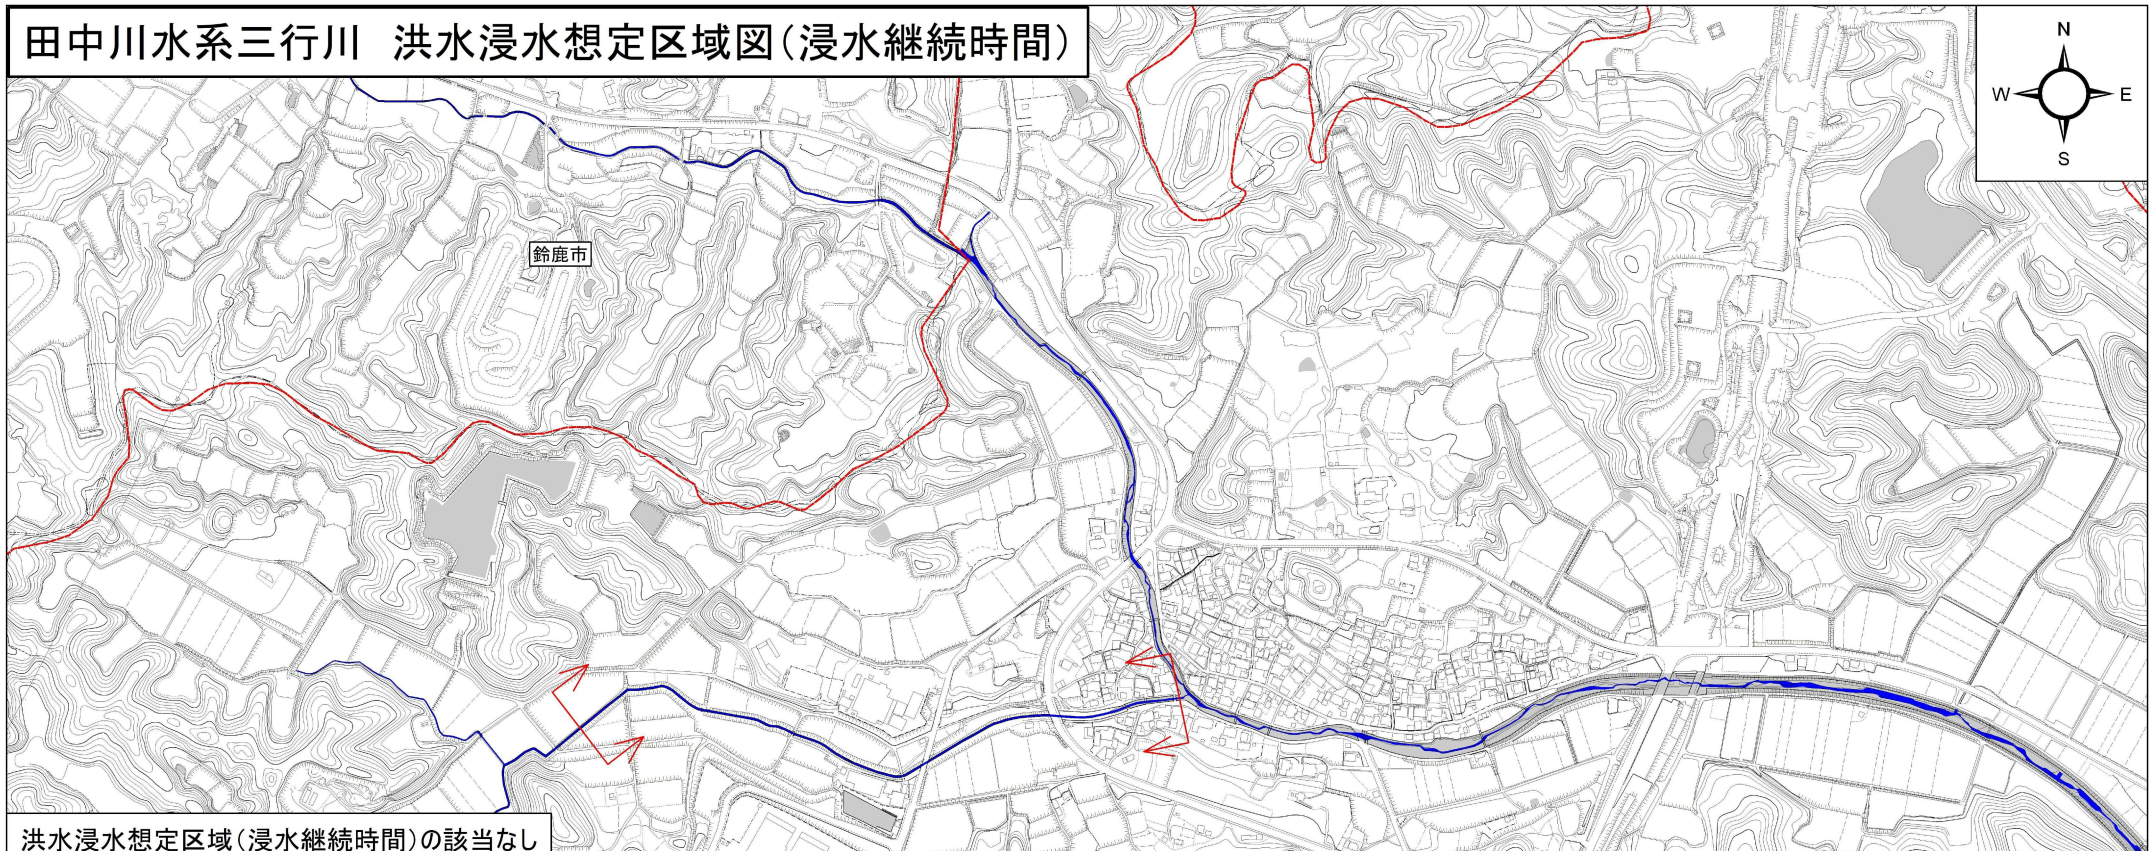 田中川水系三行川　洪水浸水想定区域図（浸水継続時間）
N
W E
S
鈴鹿市
洪水浸水想定区域（浸水継続時間）の該当なし